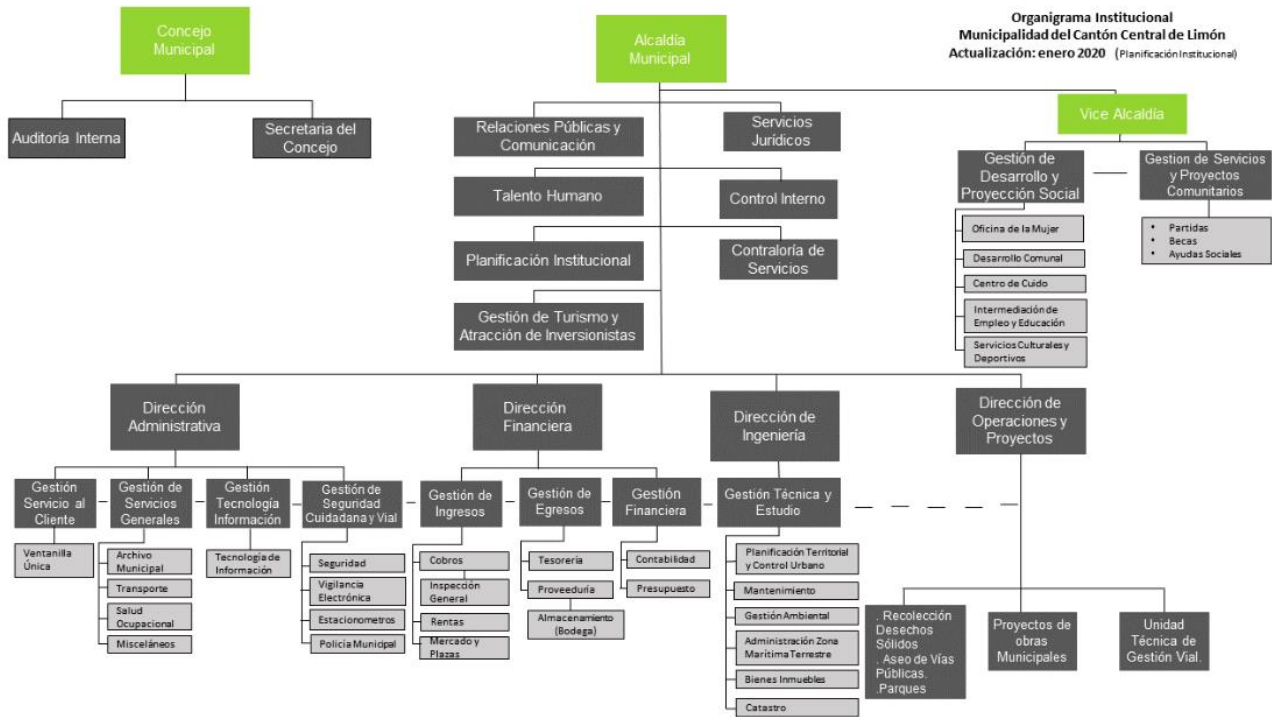 Organigrama Institucional
Municipalidad del Cantón Central de Limón
Actualización: enero 2020 (Planificación Institucional)
Concejo
Municipal
Alcaldía
Municipal
Vice Alcaldía
Auditoría Interna
Secretaria del
Concejo
Relaciones Públicas y
Comunicación
Servicios
Jurídicos
Talento Humano
Control Interno
Planificación Institucional
Contraloría de
Servicios
Gestión de Turismo y
Atracción de Inversionistas
Gestión de
Desarrollo y
Proyección Social
Gestion de Servicios
y Proyectos
Comunitarios
Oficina de la Mujer
Desarrollo Comunal
Centro de Cuido
Intermediación de
Empleo y Educación
Servicios Culturales y
Deportivos
• Partidas
• Becas
• Ayudas Sociales
Dirección
Administrativa
Dirección
Financiera
Dirección de
Ingeniería
Dirección de
Operaciones y
Proyectos
Gestión
Servicio al
Cliente
Gestión de
Servicios
Generales
Gestión
Tecnología
Información
Gestión de
Seguridad
Cuidadana y Vial
Gestión de
Ingresos
Gestión de
Egresos
Gestión
Financiera
Gestión Técnica y
Estudio
Ventanilla
Única
Archivo
Municipal
Transporte
Salud
Ocupacional
Misceláneos
Tecnología de
Información
Seguridad
Vigilancia
Electrónica
Estacionometros
Policía Municipal
Cobros
Inspección
General
Rentas
Mercado y
Plazas
Tesorería
Proveeduría
Almacenamiento
(Bodega)
Contabilidad
Presupuesto
Planificación Territorial
y Control Urbano
Mantenimiento
Gestión Ambiental
Administración Zona
Marítima Terrestre
Bienes Inmuebles
Catastro
. Recolección
Desechos
Sólidos
. Aseo de Vías
Públicas.
.Parques
Proyectos de
obras
Municipales
Unidad
Técnica de
Gestión Vial.